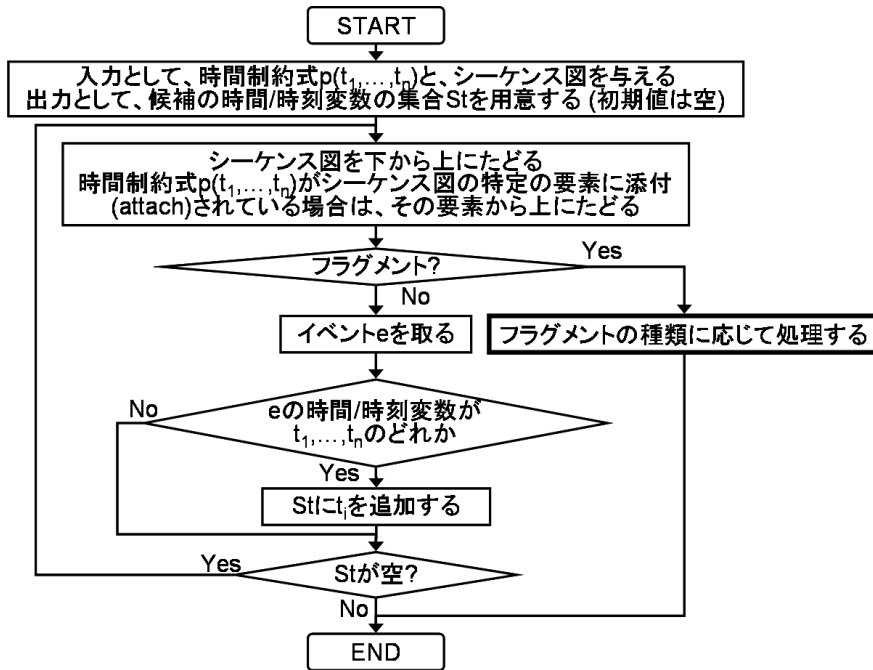 START
入力として、時間制約式p(t1,…,tn)と、シーケンス図を与える
出力として、候補の時間/時刻変数の集合Stを用意する (初期値は空)
シーケンス図を下から上にたどる
時間制約式p(t1,…,tn)がシーケンス図の特定の要素に添付
(attach)されている場合は、その要素から上にたどる
フラグメント?
Yes
No
イベントeを取る
フラグメントの種類に応じて処理する
No
eの時間/時刻変数が
t1,…,tnのどれか
Yes
Stにtiを追加する
Yes
Stが空?
No
END